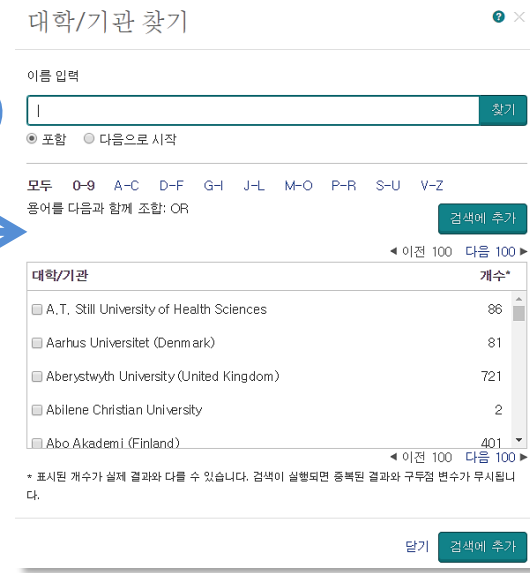 대학/기관 찾기
이름 입력
찾기
포함 다음으로 시작
모두 0-9 A-C D-F G-I J-L M-O P-R S-U V-Z
용어를 다음과 함께 조합: OR
검색에 추가
◀ 이전 100 다음 100 ▶
대학/기관 개수*
A.T. Still University of Health Sciences 86
Aarhus Universitet (Denmark) 81
Aberystwyth University (United Kingdom) 721
Abilene Christian University 2
Abo Akademi (Finland) 401
◀ 이전 100 다음 100 ▶
* 표시된 개수가 실제 결과와 다를 수 있습니다. 검색이 실행되면 중복된 결과와 구두점 변수가 무시됩니
다.
닫기 검색에 추가